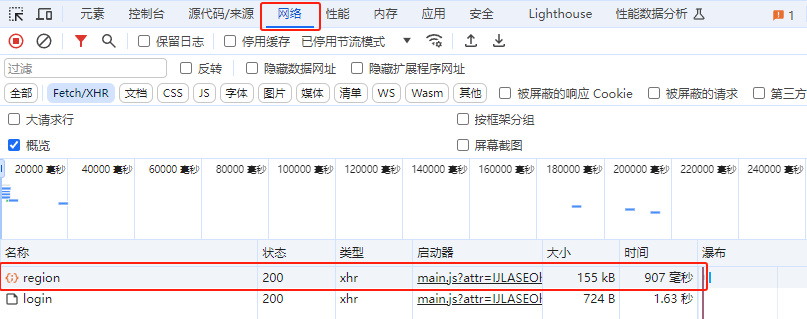 元素 控制台 源代码/来源 网络 性能 内存 应用 安全 Lighthouse 性能数据分析 1
保留日志 停用缓存 已停用节流模式
过滤 反转 隐藏数据网址 隐藏扩展程序网址
全部 Fetch/XHR 文档 CSS JS 字体 图片 媒体 清单 WS Wasm 其他 被屏蔽的响应 Cookie 被屏蔽的请求 第三方
大请求行 按框架分组
概览 屏幕截图
20000 毫秒 40000 毫秒 60000 毫秒 80000 毫秒 100000 毫秒 120000 毫秒 140000 毫秒 160000 毫秒 180000 毫秒 200000 毫秒 220000 毫秒 240000 毫秒
名称 状态 类型 启动器 大小 时间 瀑布
region 200 xhr main.js?attr=IJLASEOh 155 kB 907 毫秒
login 200 xhr main.js?attr=IJLASEOh 724 B 1.63 秒